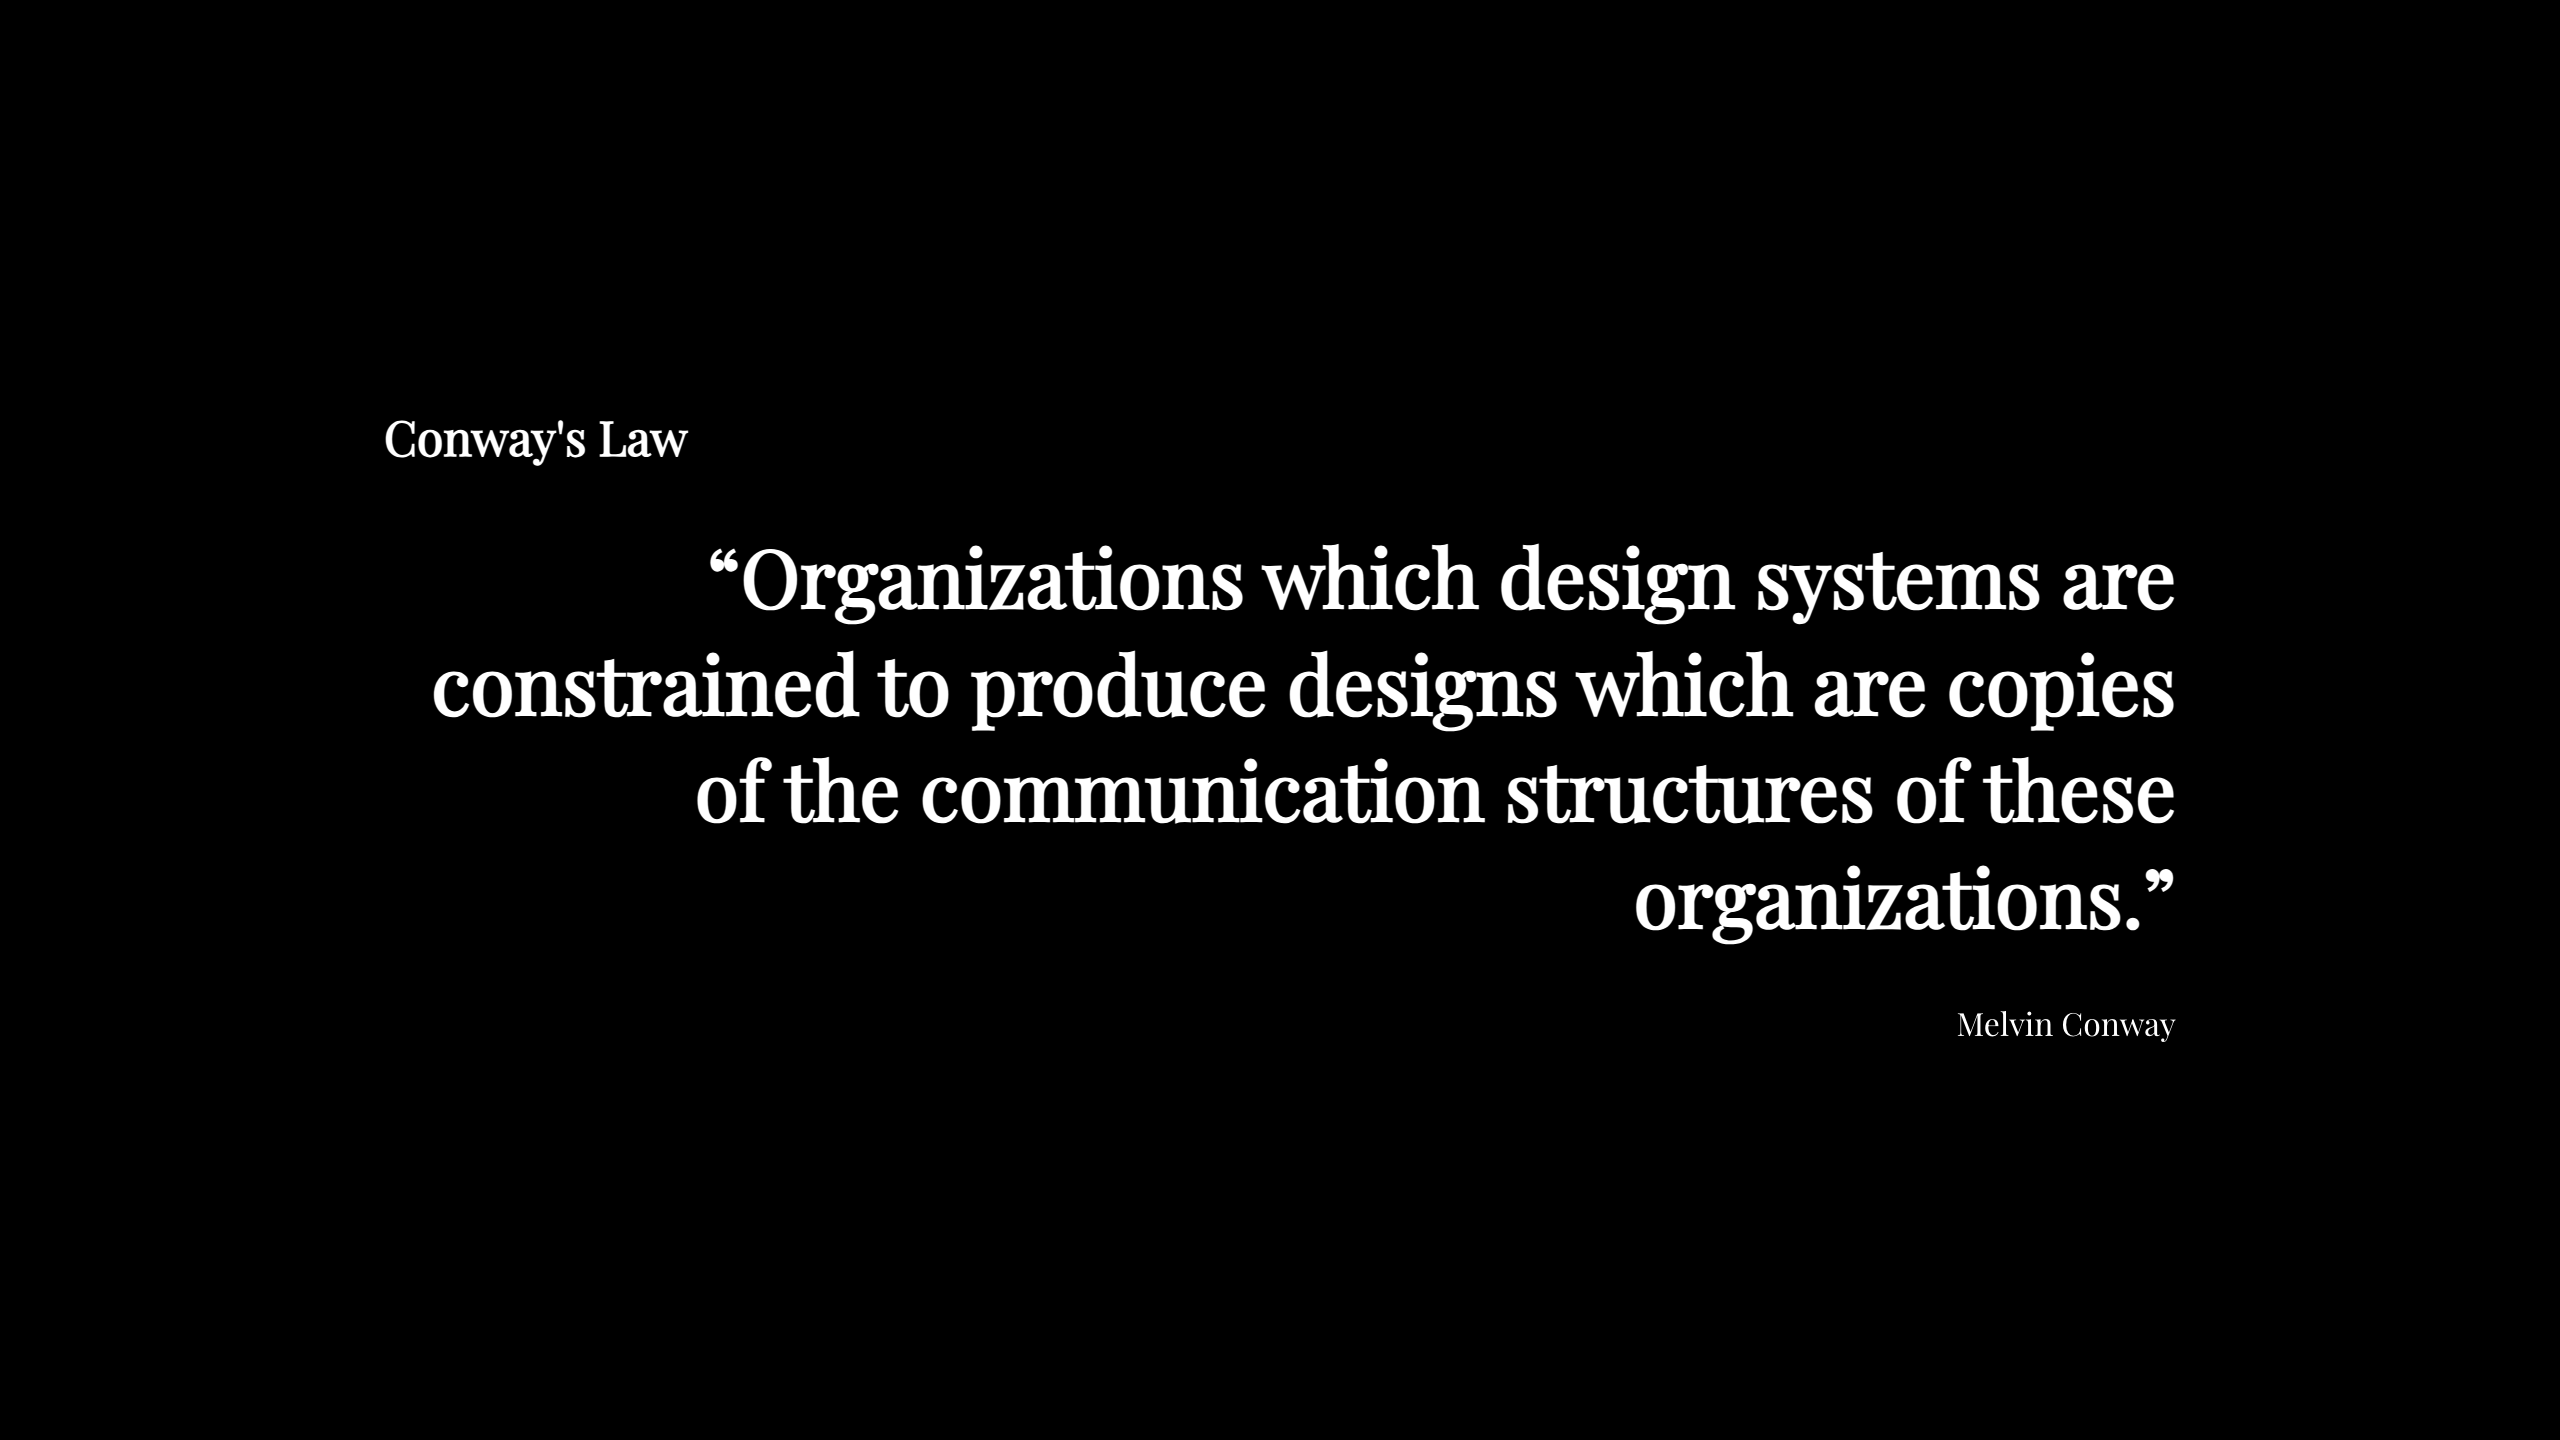 Conway's Law
“Organizations which design systems are
constrained to produce designs which are copies
of the communication structures of these
organizations.”
Melvin Conway